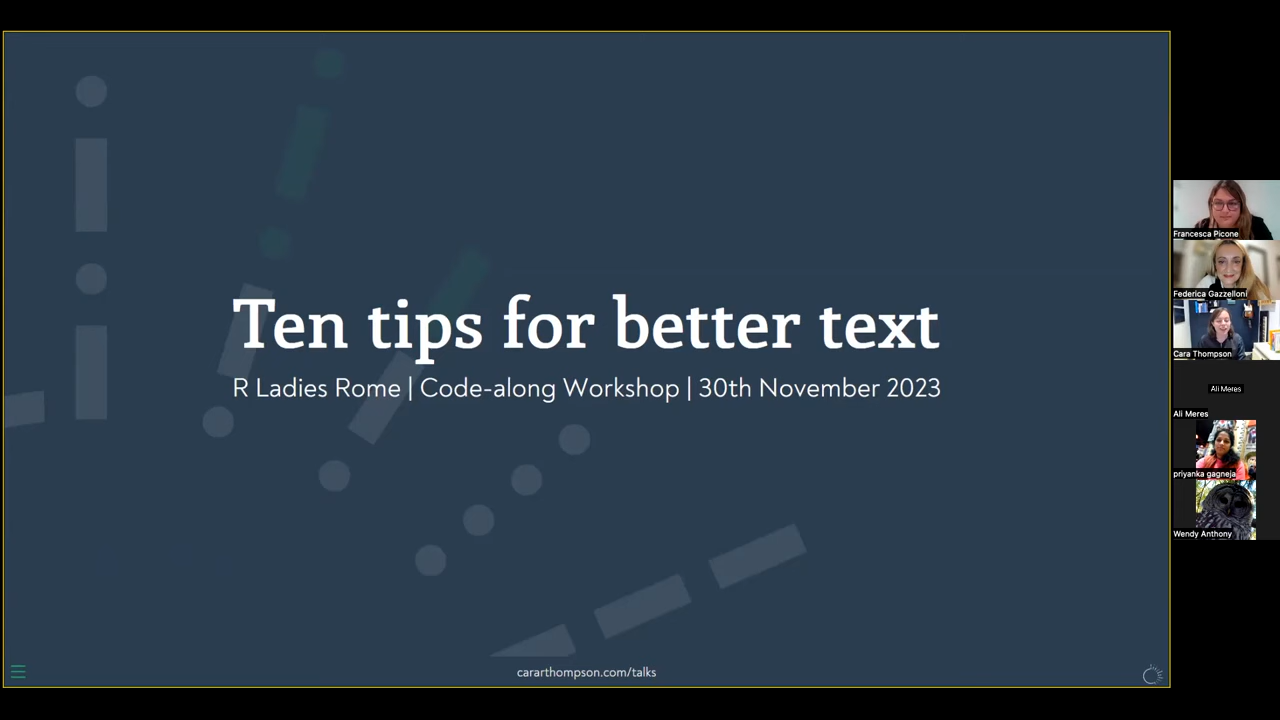 Ten tips for better text
R Ladies Rome | Code-along Workshop | 30th November 2023
cararthompson.com/talks
Francesca Picone
Federica Gazzelloni
Cara Thompson
Ali Meres
Ali Meres
priyanka gagneja
Wendy Anthony